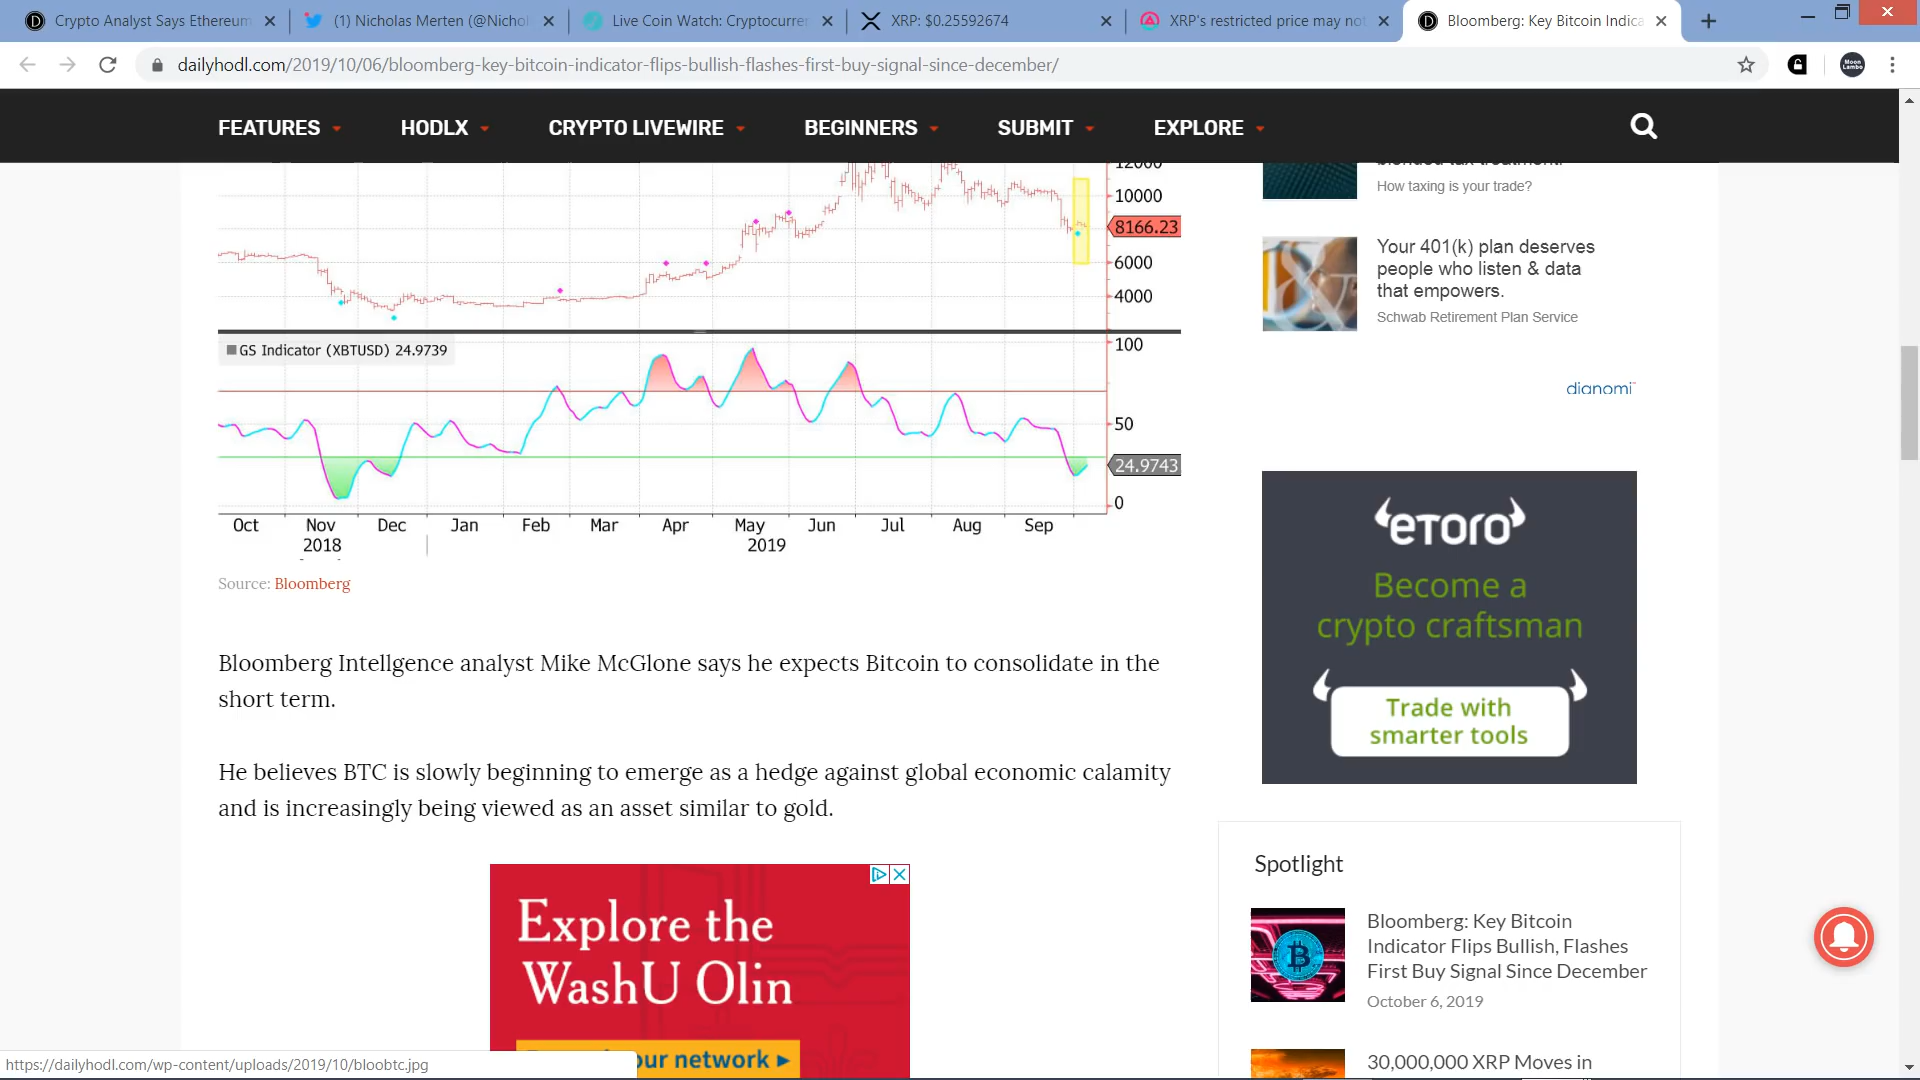 Crypto Analyst Says Ethereum
(1) Nicholas Merten (@Nichol
Live Coin Watch: Cryptocurre
XRP: $0.25592674
XRP's restricted price may not
Bloomberg: Key Bitcoin Indica
dailyhodl.com/2019/10/06/bloomberg-key-bitcoin-indicator-flips-bullish-flashes-first-buy-signal-since-december/
Moon
Lambo
FEATURES
HODLX
CRYPTO LIVEWIRE
BEGINNERS
SUBMIT
EXPLORE
12000
10000
8166.23
6000
4000
GS Indicator (XBTUSD) 24.9739
100
50
24.9743
0
Oct Nov Dec Jan Feb Mar Apr May Jun Jul Aug Sep
2018 2019
Source: Bloomberg
Bloomberg Intellgence analyst Mike McGlone says he expects Bitcoin to consolidate in the
short term.
He believes BTC is slowly beginning to emerge as a hedge against global economic calamity
and is increasingly being viewed as an asset similar to gold.
Explore the
WashU Olin
our network
https://dailyhodl.com/wp-content/uploads/2019/10/bloobtc.jpg
blended tax treatment.
How taxing is your trade?
Your 401(k) plan deserves
people who listen & data
that empowers.
Schwab Retirement Plan Service
dianomi
eTORO
Become a
crypto craftsman
Trade with
smarter tools
Spotlight
Bloomberg: Key Bitcoin
Indicator Flips Bullish, Flashes
First Buy Signal Since December
October 6, 2019
30,000,000 XRP Moves in